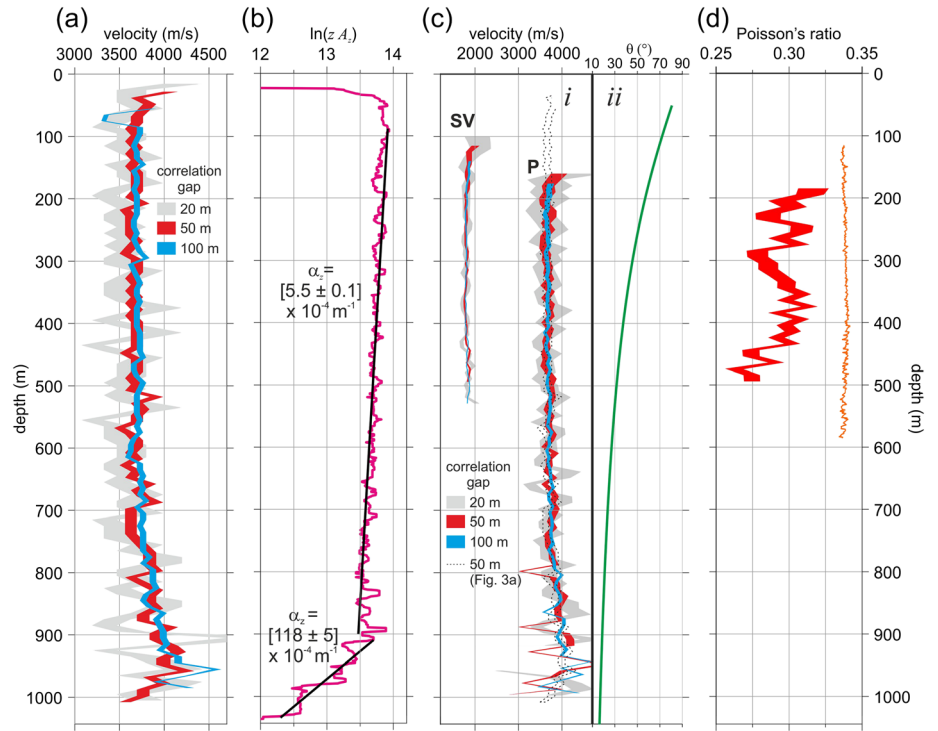 (a)
velocity (m/s)
3000 3500 4000 4500
0
100
200
300
400
500
600
700
800
900
1000
depth (m)
correlation
gap
20 m
50 m
100 m
(b)
ln(z A_z)
12 13 14
α_z =
[5.5 ± 0.1]
x 10⁻⁴ m⁻¹
α_z =
[118 ± 5]
x 10⁻⁴ m⁻¹
(c)
velocity (m/s)
2000 3000 4000
θ (°)
10 30 50 70 90
i
ii
SV
P
correlation
gap
20 m
50 m
100 m
50 m
(Fig. 3a)
(d)
Poisson's ratio
0.25 0.30 0.35
0
100
200
300
400
500
600
700
800
900
1000
depth (m)